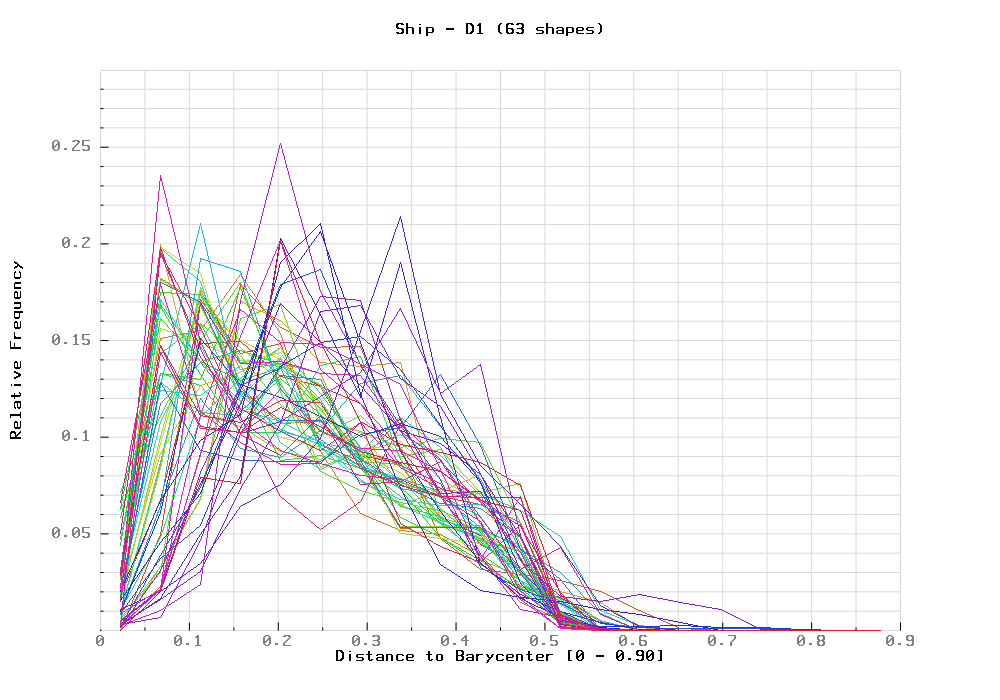 Ship - D1 (63 shapes)
0.25
0.2
0.15
0.1
0.05
Relative Frequency
0 0.1 0.2 0.3 0.4 0.5 0.6 0.7 0.8 0.9
Distance to Barycenter [0 - 0.90]